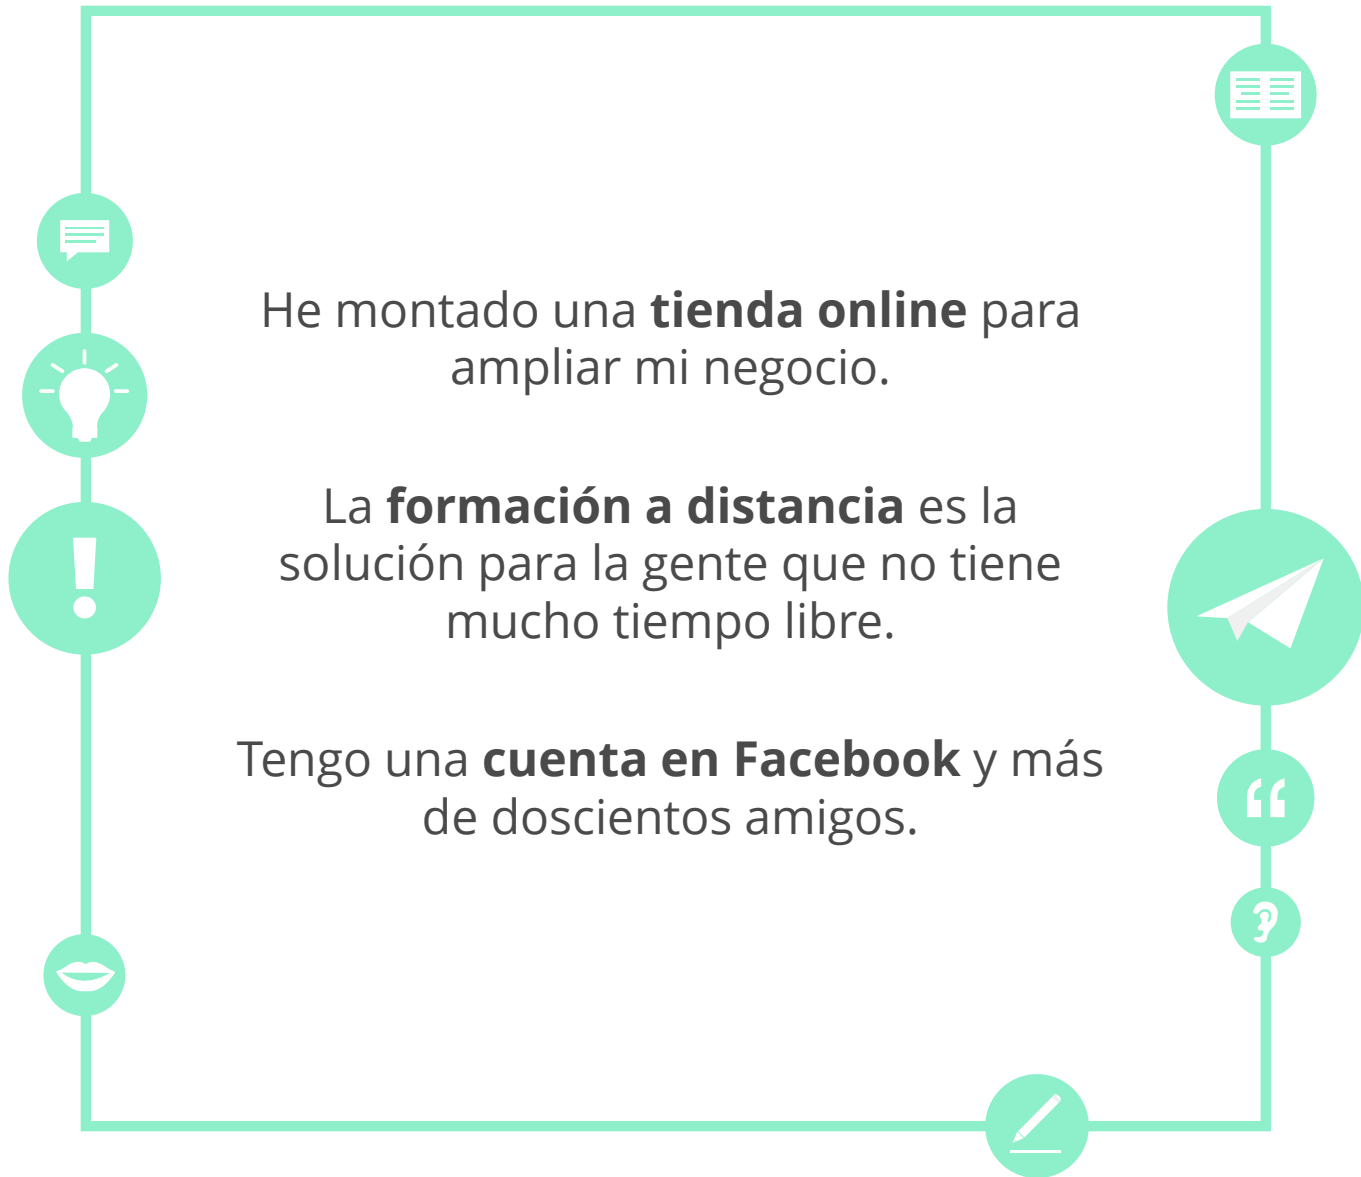 He montado una tienda online para
ampliar mi negocio.
La formación a distancia es la
solución para la gente que no tiene
mucho tiempo libre.
Tengo una cuenta en Facebook y más
de doscientos amigos.